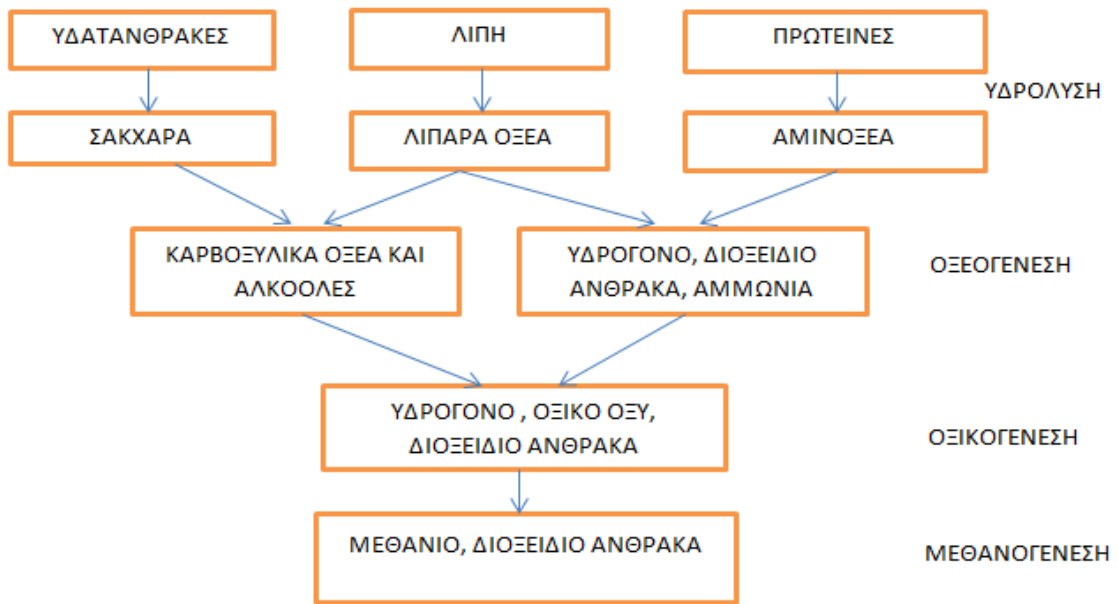 ΥΔΑΤΑΝΘΡΑΚΕΣ
ΛΙΠΗ
ΠΡΩΤΕΙΝΕΣ
ΥΔΡΟΛΥΣΗ
ΣΑΚΧΑΡΑ
ΛΙΠΑΡΑ ΟΞΕΑ
ΑΜΙΝΟΞΕΑ
ΚΑΡΒΟΞΥΛΙΚΑ ΟΞΕΑ ΚΑΙ
ΑΛΚΟΟΛΕΣ
ΥΔΡΟΓΟΝΟ, ΔΙΟΞΕΙΔΙΟ
ΑΝΘΡΑΚΑ, ΑΜΜΩΝΙΑ
ΟΞΕΟΓΕΝΕΣΗ
ΥΔΡΟΓΟΝΟ , ΟΞΙΚΟ ΟΞΥ,
ΔΙΟΞΕΙΔΙΟ ΑΝΘΡΑΚΑ
ΟΞΙΚΟΓΕΝΕΣΗ
ΜΕΘΑΝΙΟ, ΔΙΟΞΕΙΔΙΟ ΑΝΘΡΑΚΑ
ΜΕΘΑΝΟΓΕΝΕΣΗ